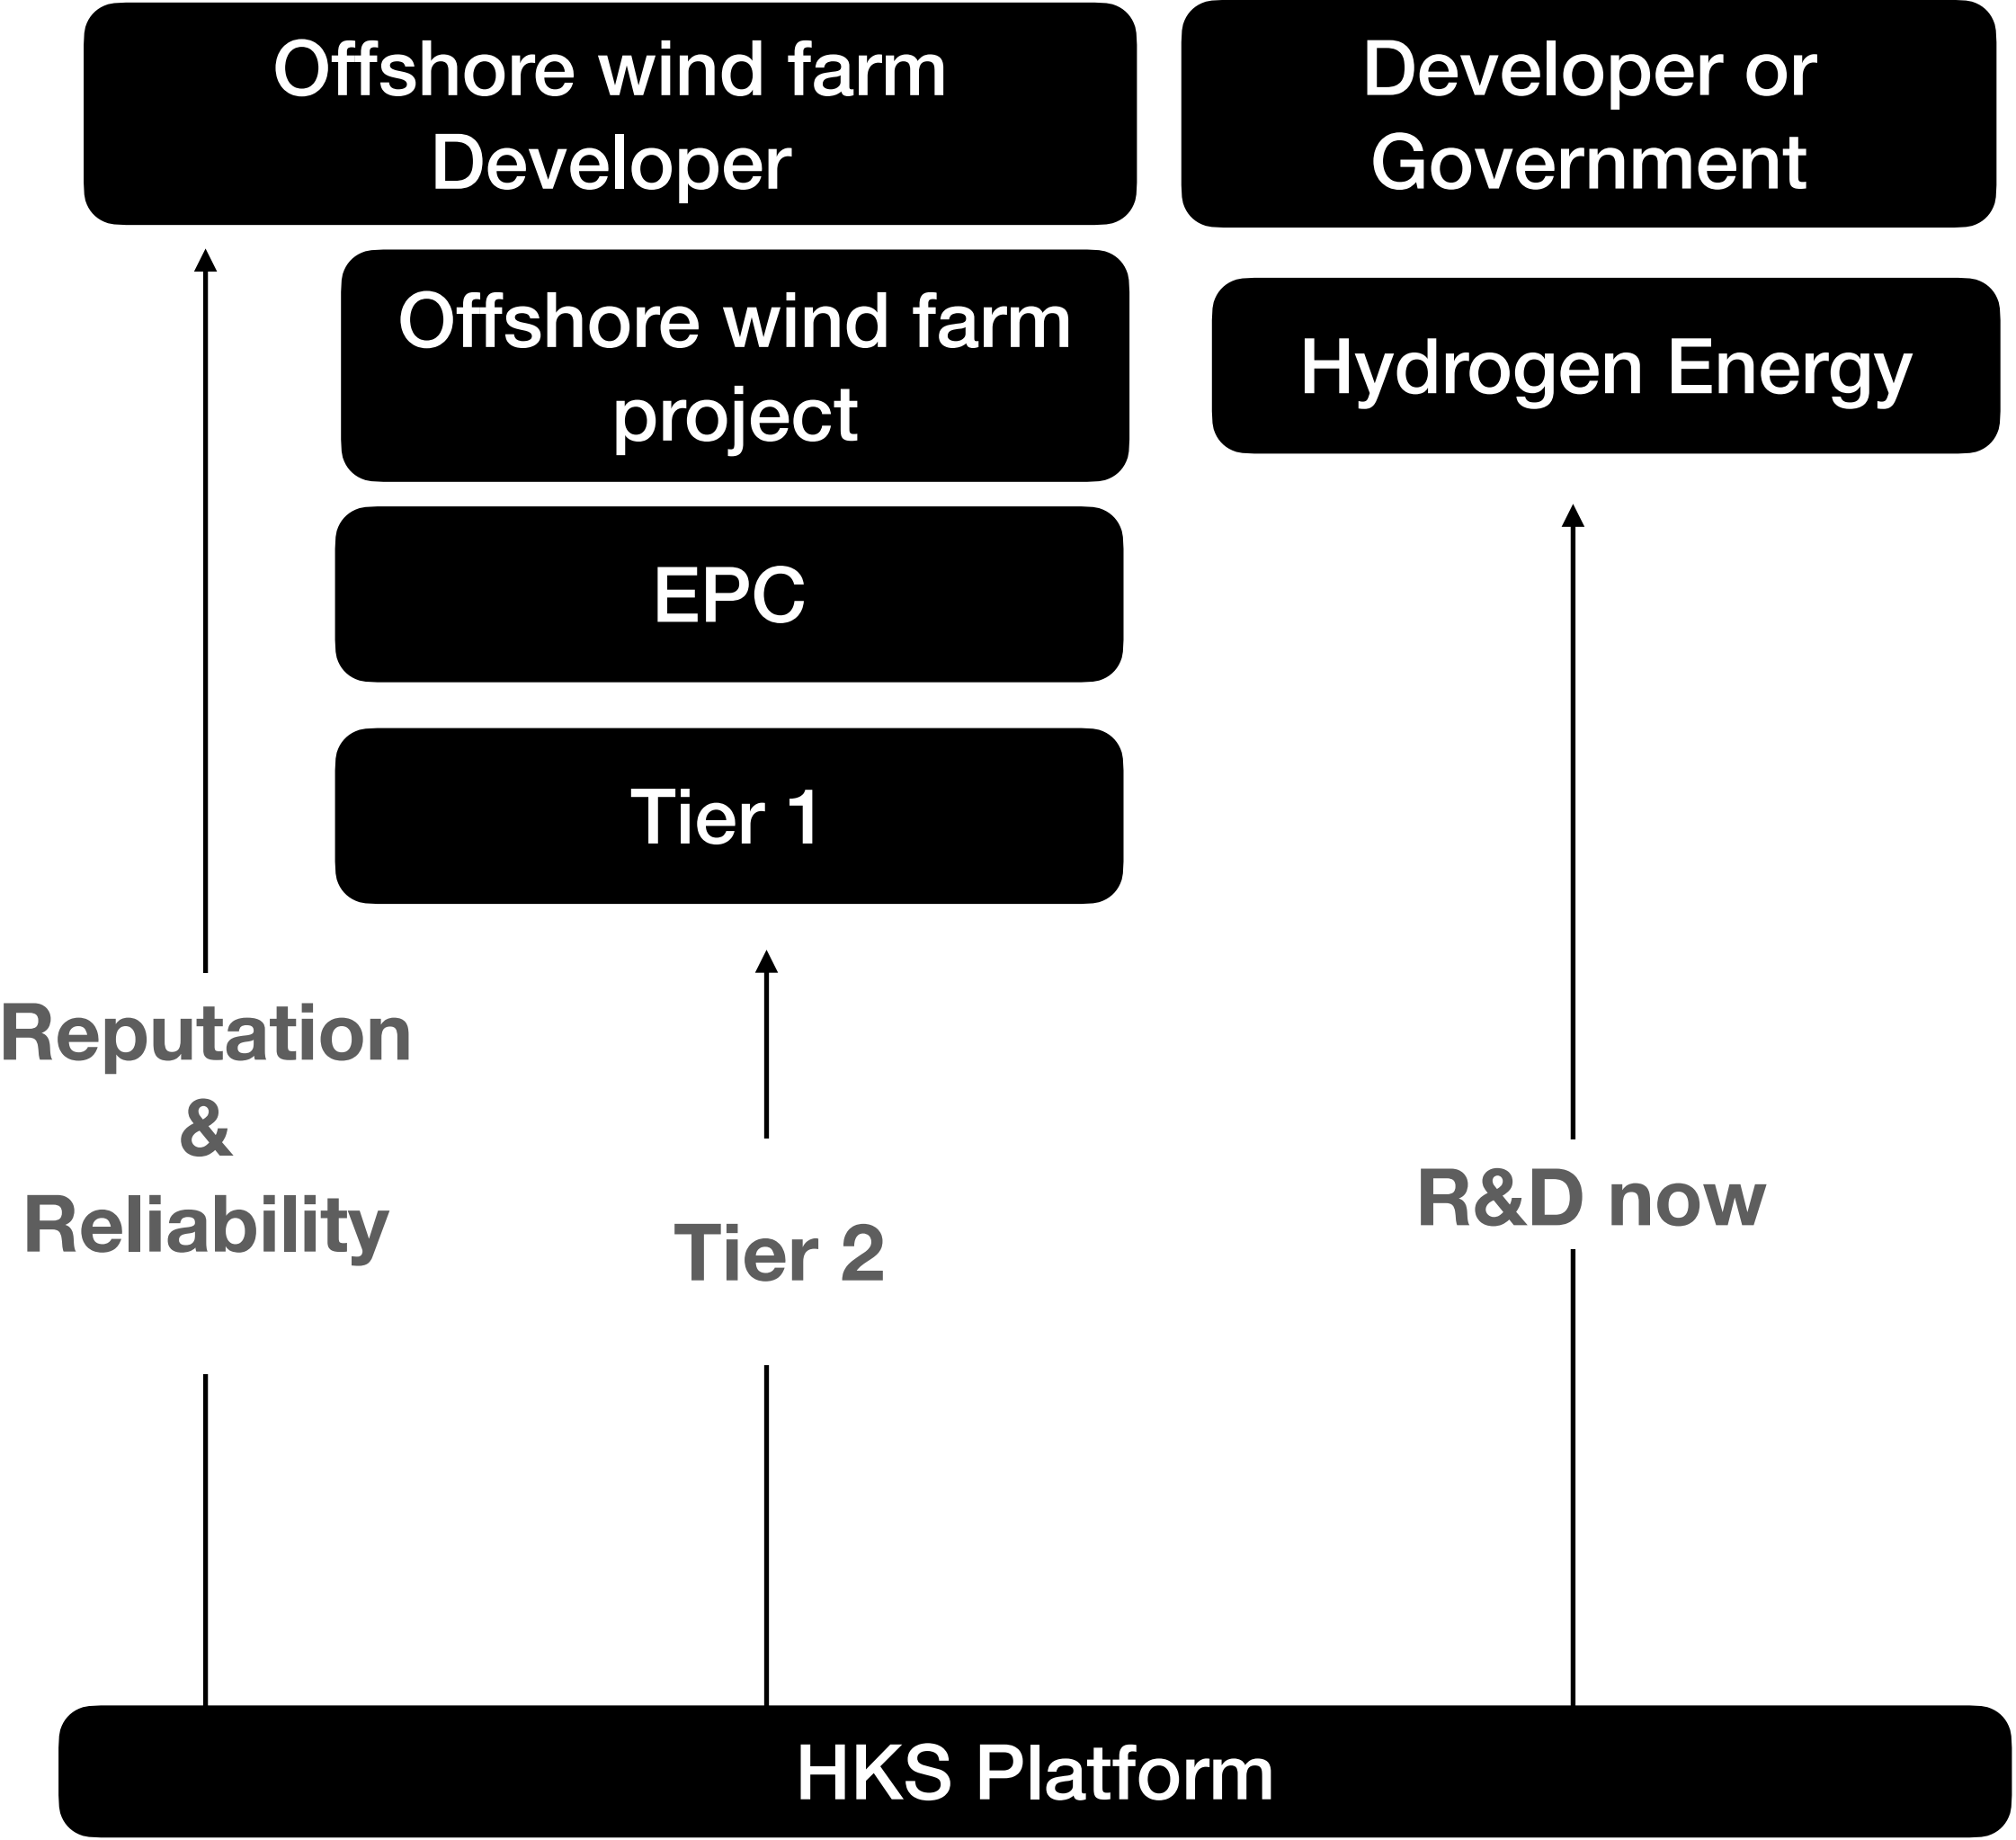 Offshore wind farm
Developer
Developer or
Government
Offshore wind farm
project
Hydrogen Energy
EPC
Tier 1
Reputation
&
Reliability
Tier 2
R&D now
HKS Platform